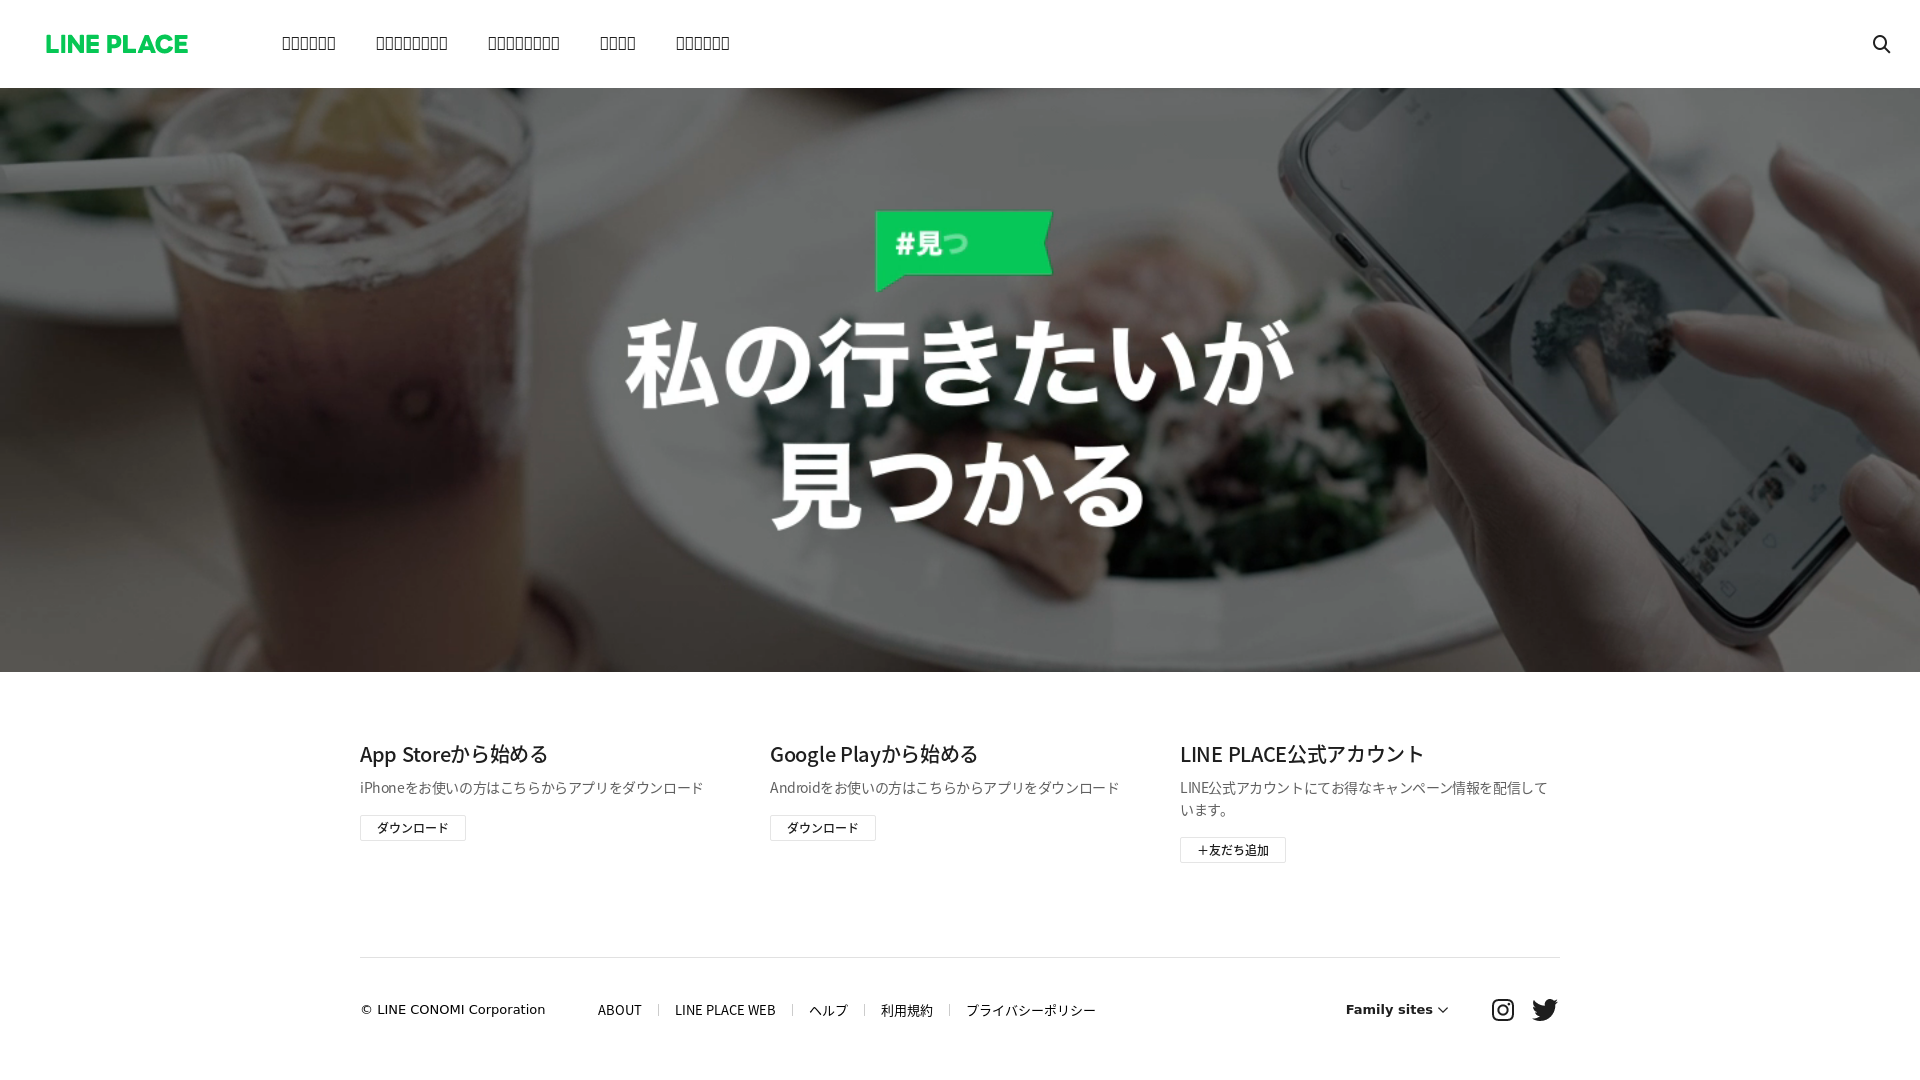 LINE PLACE
#見つ
私の行きたいが
見つかる
App Storeから始める
iPhoneをお使いの方はこちらからアプリをダウンロード
ダウンロード
Google Playから始める
Androidをお使いの方はこちらからアプリをダウンロード
ダウンロード
LINE PLACE公式アカウント
LINE公式アカウントにてお得なキャンペーン情報を配信して
います。
＋友だち追加
© LINE CONOMI Corporation
ABOUT
LINE PLACE WEB
ヘルプ
利用規約
プライバシーポリシー
Family sites